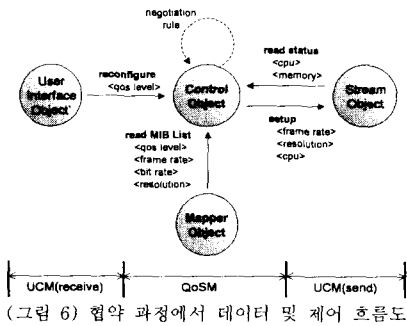 negotiation
rule
read status
<cpu>
<memory>
reconfigure
<qos level>
User
Interface
Object
Control
Object
Stream
Object
read MIB List
<qos level>
<frame rate>
<bit rate>
<resolution>
setup
<frame rate>
<resolution>
<cpu>
Mapper
Object
UCM(receive)
QoSM
UCM(send)
(그림 6) 협약 과정에서 데이터 및 제어 흐름도